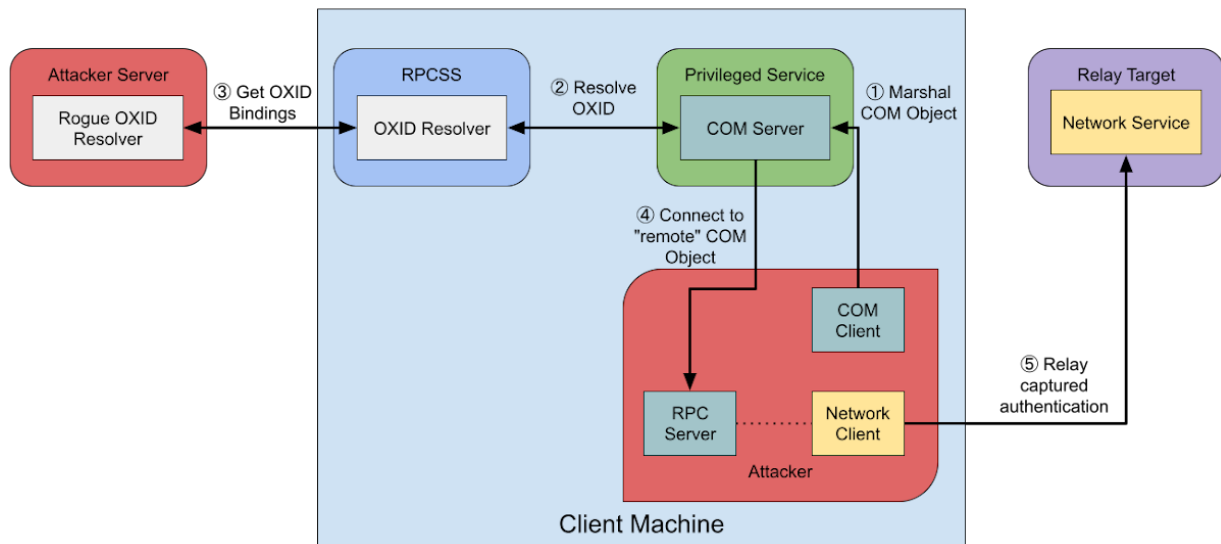 Attacker Server
Rogue OXID
Resolver
③ Get OXID
Bindings
RPCSS
OXID Resolver
② Resolve
OXID
Privileged Service
COM Server
① Marshal
COM Object
Relay Target
Network Service
④ Connect to
"remote" COM
Object
COM
Client
RPC
Server
Network
Client
Attacker
⑤ Relay
captured
authentication
Client Machine